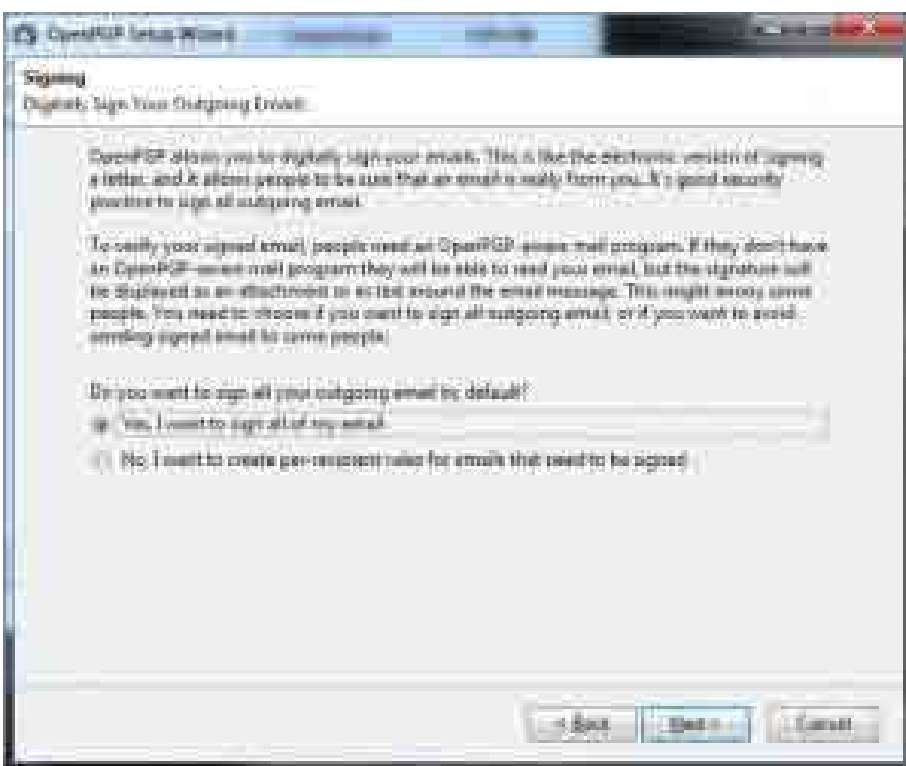 OpenPGP Setup Wizard
Signing
Digitally Sign Your Outgoing Emails
OpenPGP allows you to digitally sign your emails. This is like the electronic version of signing
a letter, and it allows people to be sure that an email is really from you. It's good security
practice to sign all outgoing email.
To verify your signed email, people need an OpenPGP-aware mail program. If they don't have
an OpenPGP-aware mail program they will be able to read your email, but the signature will
be displayed as an attachment or as text around the email message. This might annoy some
people. You need to choose if you want to sign all outgoing email, or if you want to avoid
sending signed email to some people.
Do you want to sign all your outgoing email by default?
Yes, I want to sign all of my email
No, I want to create per-recipient rules for emails that need to be signed
< Back
Next >
Cancel